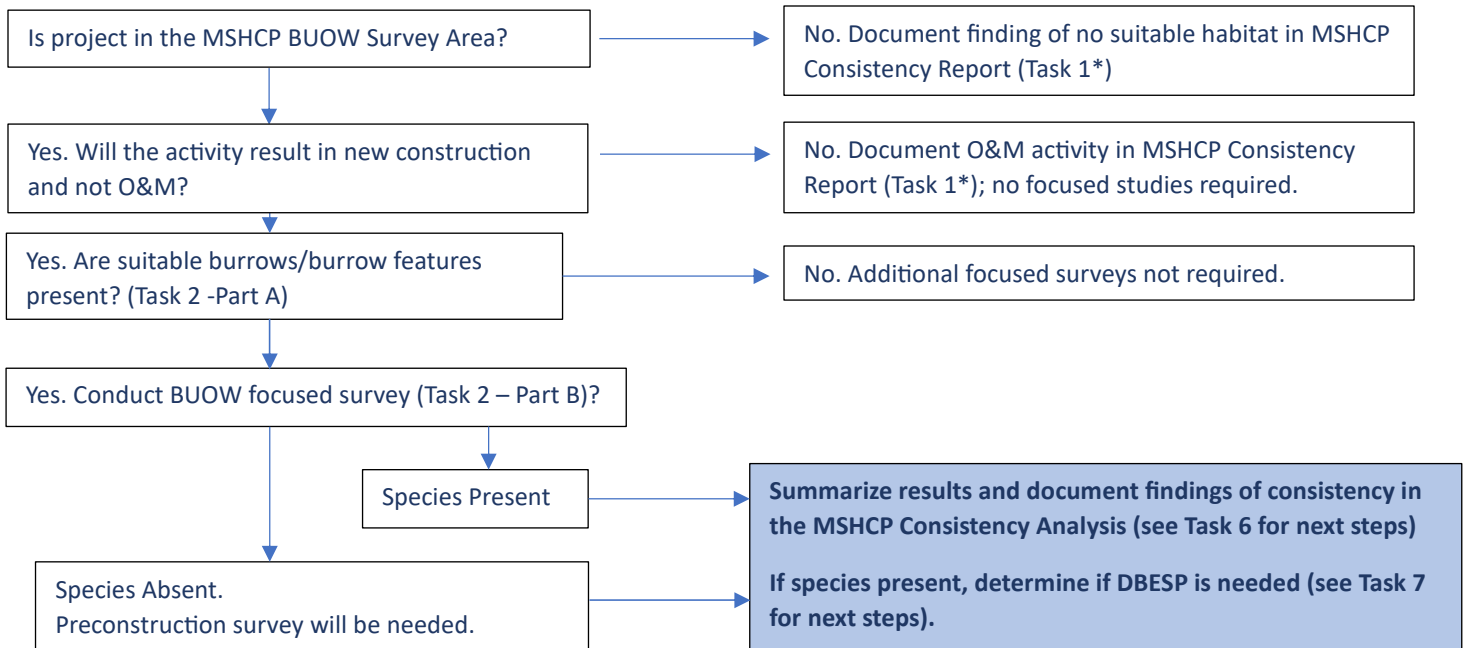 Is project in the MSHCP BUOW Survey Area?
No. Document finding of no suitable habitat in MSHCP
Consistency Report (Task 1*)
Yes. Will the activity result in new construction
and not O&M?
No. Document O&M activity in MSHCP Consistency
Report (Task 1*); no focused studies required.
Yes. Are suitable burrows/burrow features
present? (Task 2 -Part A)
No. Additional focused surveys not required.
Yes. Conduct BUOW focused survey (Task 2 – Part B)?
Species Present
Summarize results and document findings of consistency in
the MSHCP Consistency Analysis (see Task 6 for next steps)
If species present, determine if DBESP is needed (see Task 7
for next steps).
Species Absent.
Preconstruction survey will be needed.